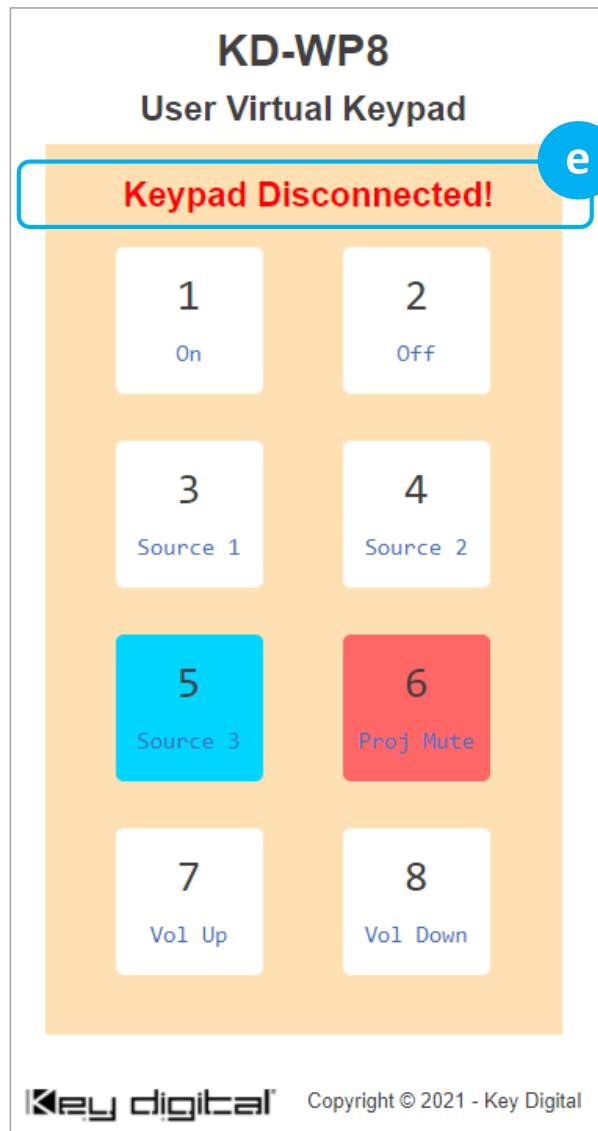 KD-WP8
User Virtual Keypad
e
Keypad Disconnected!
1
On
2
Off
3
Source 1
4
Source 2
5
Source 3
6
Proj Mute
7
Vol Up
8
Vol Down
Key digital
Copyright © 2021 - Key Digital